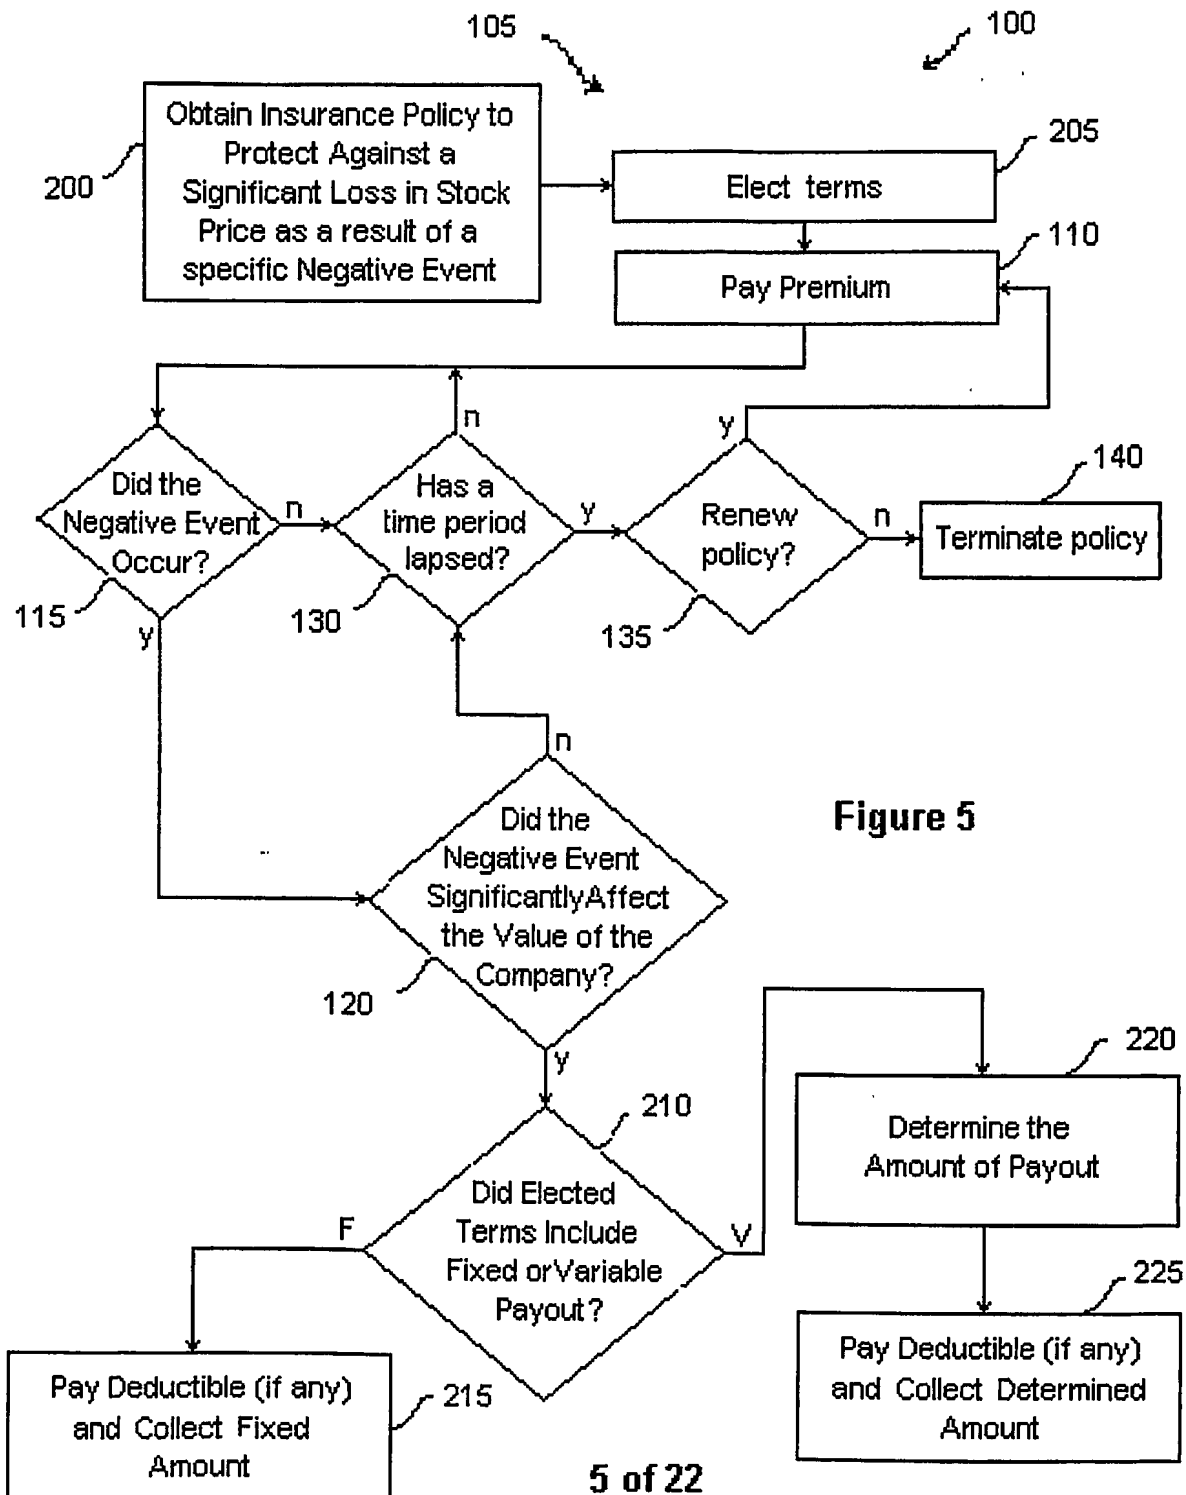 105
100
Obtain Insurance Policy to
Protect Against a
Significant Loss in Stock
Price as a result of a
specific Negative Event
200
205
Elect terms
110
Pay Premium
n
y
Did the
Negative Event
Occur?
115
n
y
Has a
time period
lapsed?
130
y
Renew
policy?
135
n
140
Terminate policy
n
Did the
Negative Event
Significantly Affect
the Value of the
Company?
120
y
Figure 5
210
Did Elected
Terms Include
Fixed or Variable
Payout?
F
V
220
Determine the
Amount of Payout
225
Pay Deductible (if any)
and Collect Determined
Amount
Pay Deductible (if any)
and Collect Fixed
Amount
215
5 of 22